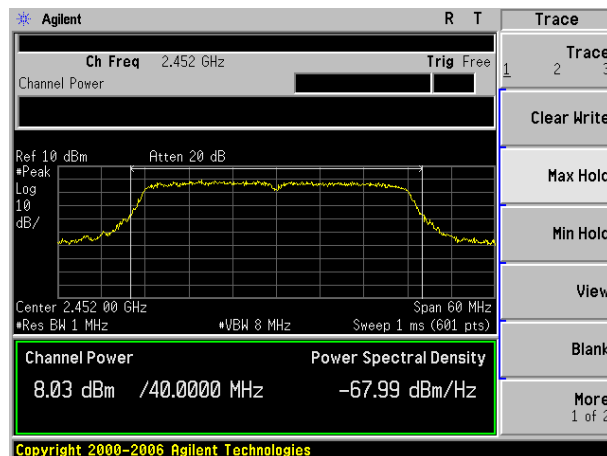 Agilent R T Trace
Ch Freq 2.452 GHz Trig Free
Channel Power
Trace
1 2 3
Clear Write
Max Hold
Min Hold
View
Blank
More
1 of 2
Ref 10 dBm Atten 20 dB
#Peak
Log
10
dB/
Center 2.452 00 GHz Span 60 MHz
#Res BW 1 MHz #VBW 8 MHz Sweep 1 ms (601 pts)
Channel Power Power Spectral Density
8.03 dBm /40.0000 MHz -67.99 dBm/Hz
Copyright 2000-2006 Agilent Technologies